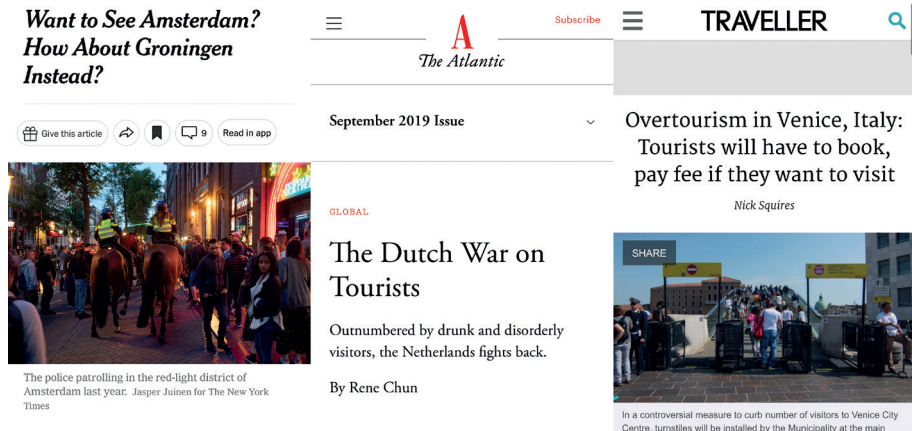 Want to See Amsterdam?
How About Groningen
Instead?
Give this article
9
Read in app
The police patrolling in the red-light district of
Amsterdam last year. Jasper Juinen for The New York
Times
Subscribe
A
The Atlantic
September 2019 Issue
GLOBAL
The Dutch War on
Tourists
Outnumbered by drunk and disorderly
visitors, the Netherlands fights back.
By Rene Chun
TRAVELLER
Overtourism in Venice, Italy:
Tourists will have to book,
pay fee if they want to visit
Nick Squires
SHARE
In a controversial measure to curb number of visitors to Venice City
Centre, turnstiles will be installed by the Municipality at the main